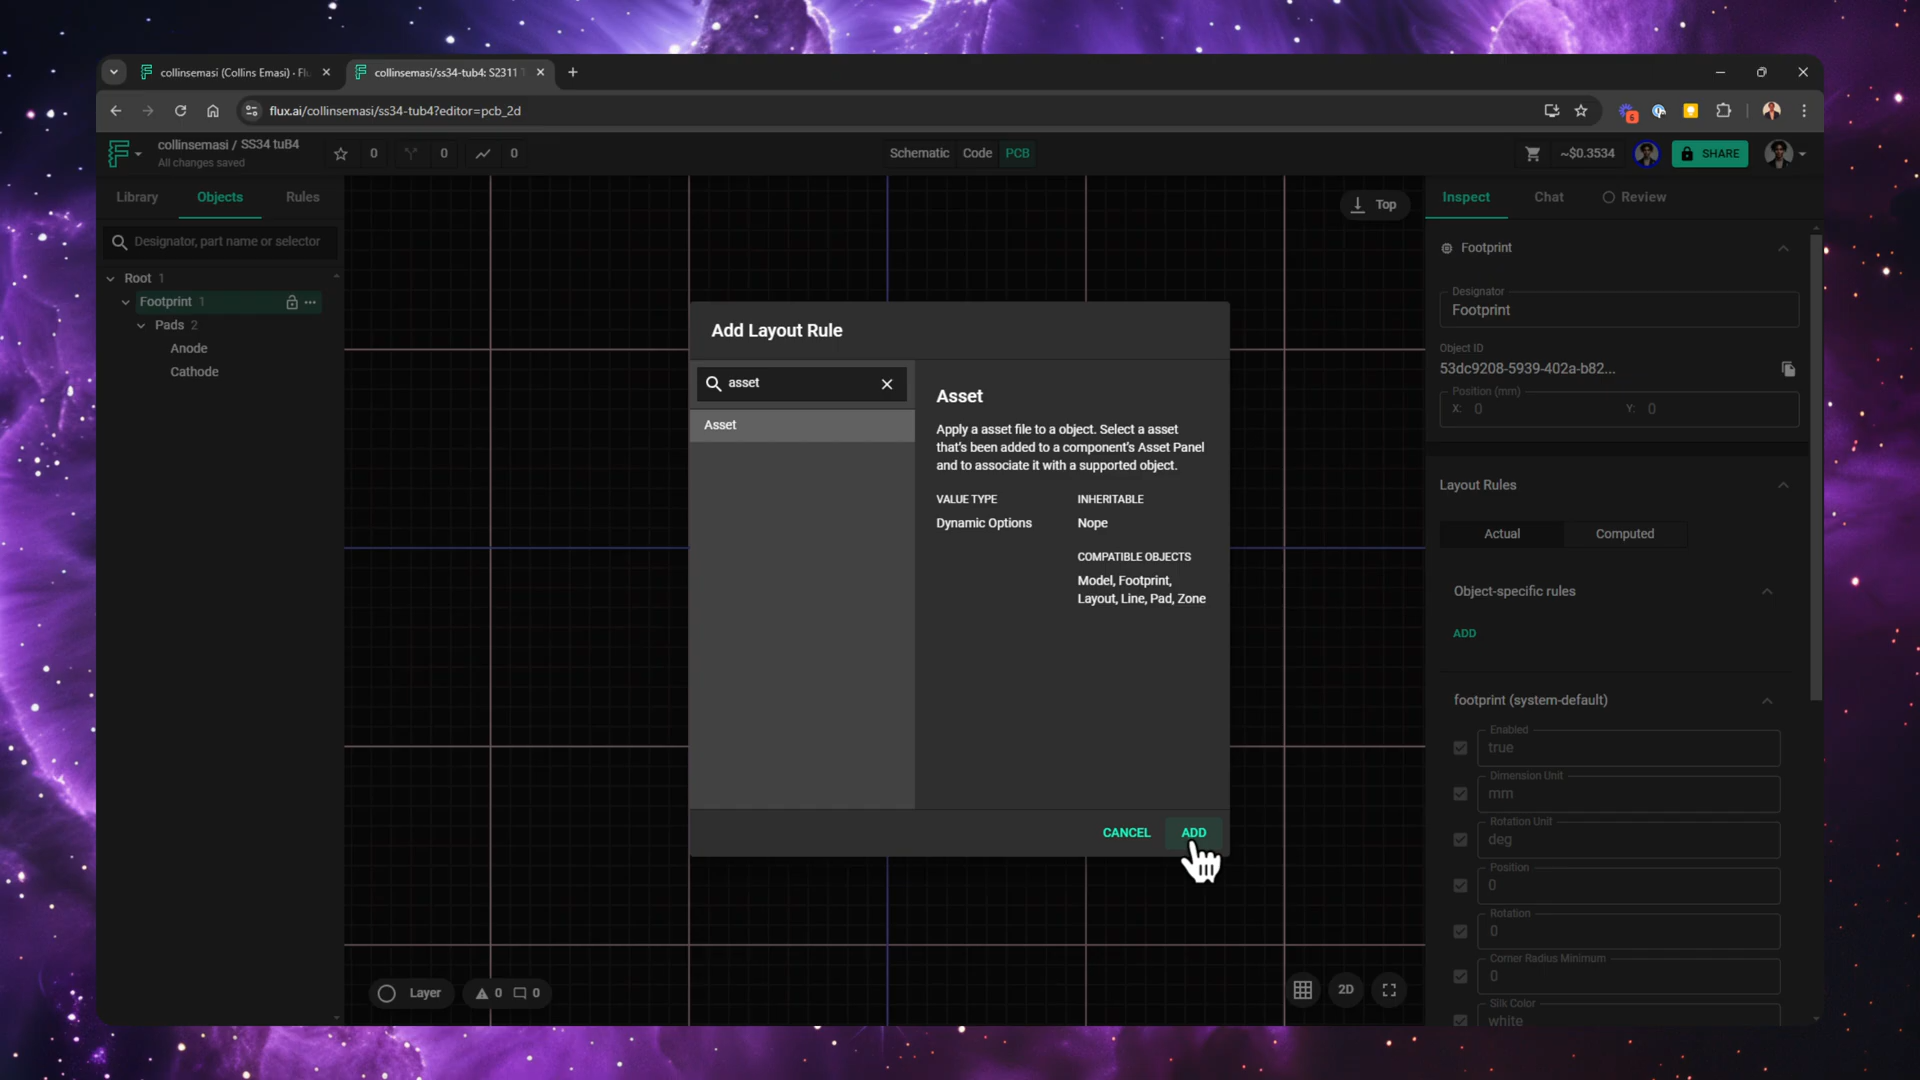 collinsemasi (Collins Emasi) · Fl
collinsemasi/ss34-tub4: S2311
flux.ai/collinsemasi/ss34-tub4?editor=pcb_2d
6
collinsemasi / SS34 tuB4
All changes saved
0
0
0
Schematic Code PCB
~$0.3534
SHARE
Library Objects Rules
Designator, part name or selector
Root 1
Footprint 1
Pads 2
Anode
Cathode
Top
Add Layout Rule
asset
Asset
Asset
Apply a asset file to a object. Select a asset
that's been added to a component's Asset Panel
and to associate it with a supported object.
VALUE TYPE
Dynamic Options
INHERITABLE
Nope
COMPATIBLE OBJECTS
Model, Footprint,
Layout, Line, Pad, Zone
CANCEL ADD
Layer
0 0
2D
Inspect Chat Review
Footprint
Designator
Footprint
Object ID
53dc9208-5939-402a-b82...
Position (mm)
X: 0 Y: 0
Layout Rules
Actual Computed
Object-specific rules
ADD
footprint (system-default)
Enabled
true
Dimension Unit
mm
Rotation Unit
deg
Position
0
Rotation
0
Corner Radius Minimum
0
Silk Color
white